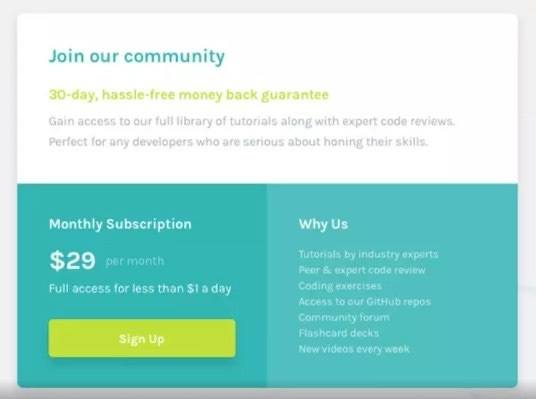 Join our community
30-day, hassle-free money back guarantee
Gain access to our full library of tutorials along with expert code reviews.
Perfect for any developers who are serious about honing their skills.
Monthly Subscription
$29 per month
Full access for less than $1 a day
Sign Up
Why Us
Tutorials by industry experts
Peer & expert code review
Coding exercises
Access to our GitHub repos
Community forum
Flashcard decks
New videos every week